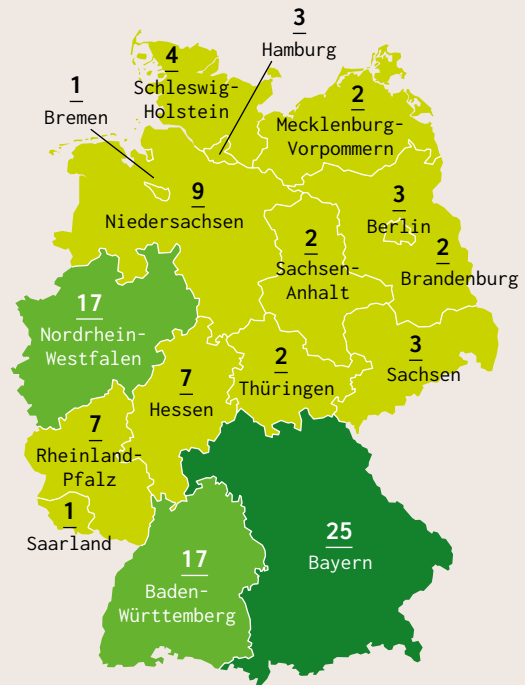 3
Hamburg
4
Schleswig-
Holstein
1
Bremen
2
Mecklenburg-
Vorpommern
9
Niedersachsen
3
Berlin
2
Sachsen-
Anhalt
2
Brandenburg
17
Nordrhein-
Westfalen
7
Hessen
2
Thüringen
3
Sachsen
7
Rheinland-
Pfalz
1
Saarland
17
Baden-
Württemberg
25
Bayern